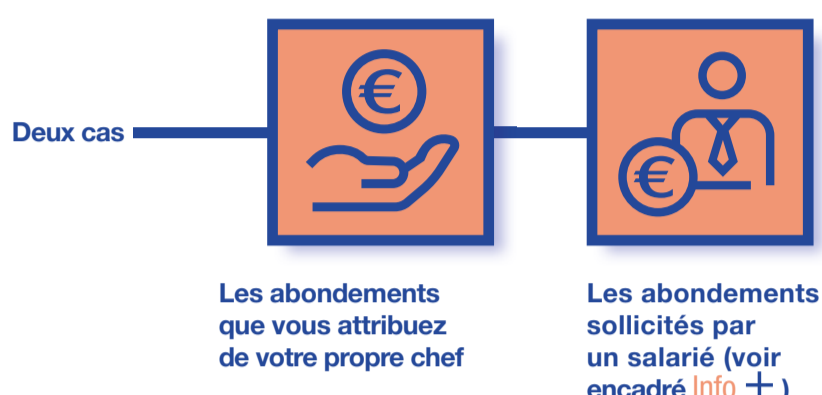 Deux cas
€
€
Les abondements
que vous attribuez
de votre propre chef
Les abondements
sollicités par
un salarié (voir
encadré Info + )